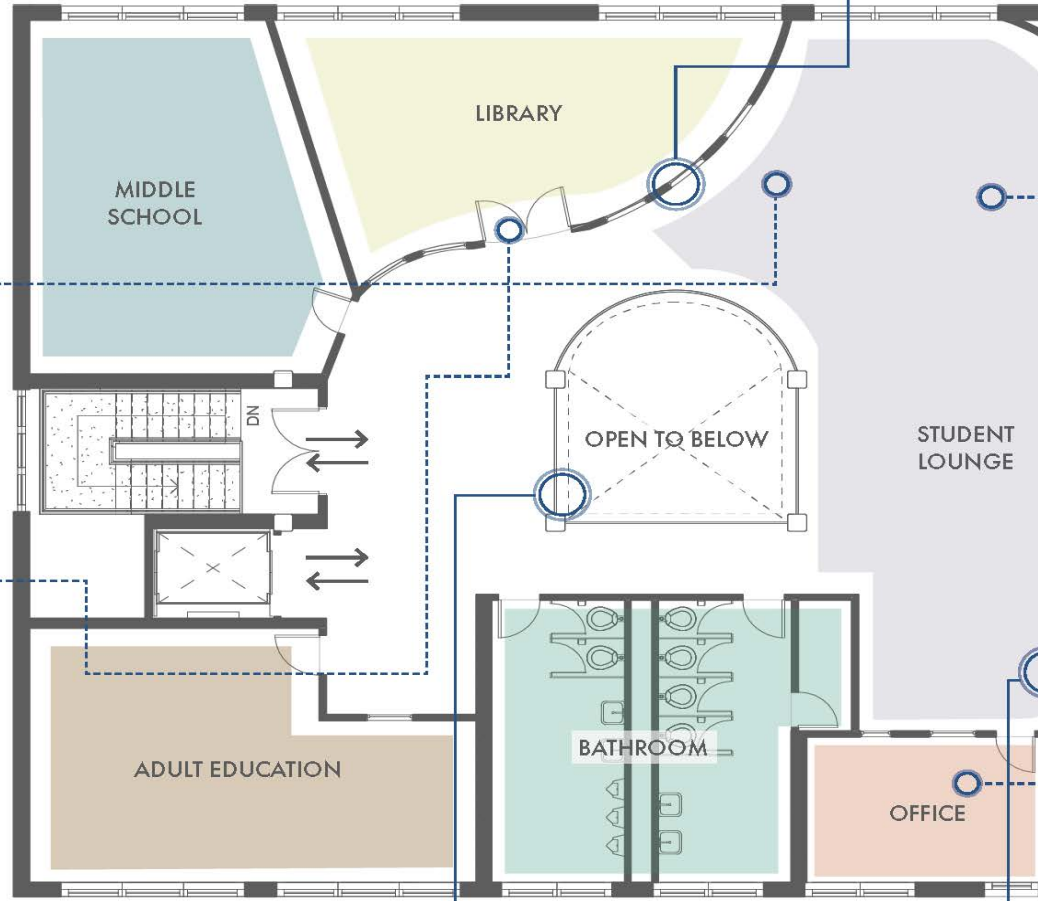 LIBRARY
MIDDLE
SCHOOL
DN
OPEN TO BELOW
STUDENT
LOUNGE
ADULT EDUCATION
BATHROOM
OFFICE